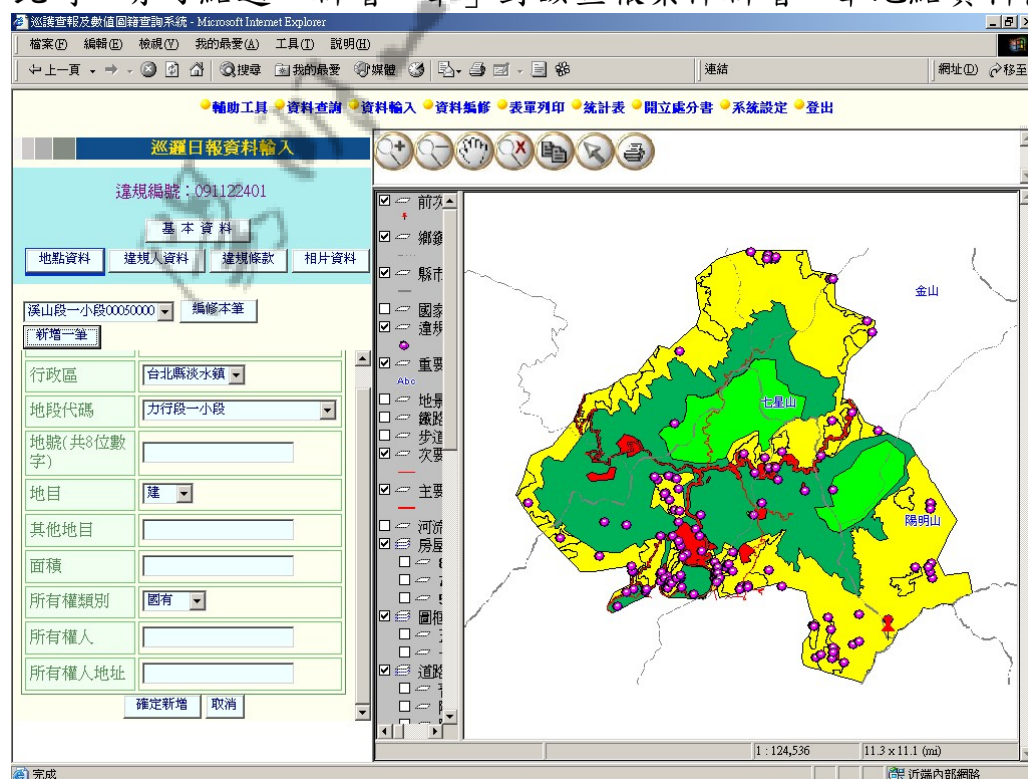 巡護查報及數值圖籍查詢系統 - Microsoft Internet Explorer
檔案(F) 編輯(E) 檢視(V) 我的最愛(A) 工具(T) 說明(H)
上一頁 搜尋 我的最愛 媒體 連結 網址(D) 移至
輔助工具 資料查詢 資料輸入 資料編修 表單列印 統計表 開立處分書 系統設定 登出
巡邏日報資料輸入
違規編號：091122401
基本資料
地點資料 違規人資料 違規條款 相片資料
溪山段一小段00050000 編修本筆
新增一筆
行政區 台北縣淡水鎮
地段代碼 力行段一小段
地號(共8位數字)
地目 建
其他地目
面積
所有權類別 國有
所有權人
所有權人地址
確定新增 取消
前次
鄉鎮
縣市
國家
違規
重要
Abc
地景
鐵路
步道
次要
主要
河流
房屋
圖框
道路
金山
七星山
陽明山
1 : 124,536 11.3 x 11.1 (mi)
完成 近端內部網路